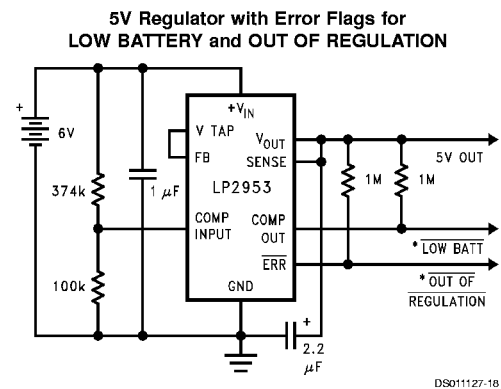 5V Regulator with Error Flags for
LOW BATTERY and OUT OF REGULATION
+VIN
+
6V
V TAP
FB
VOUT
SENSE
5V OUT
1M
1M
374k
1 μF
LP2953
COMP
INPUT
COMP
OUT
* LOW BATT
ERR
* OUT OF
REGULATION
100k
GND
+
2.2
μF
DS011127-18